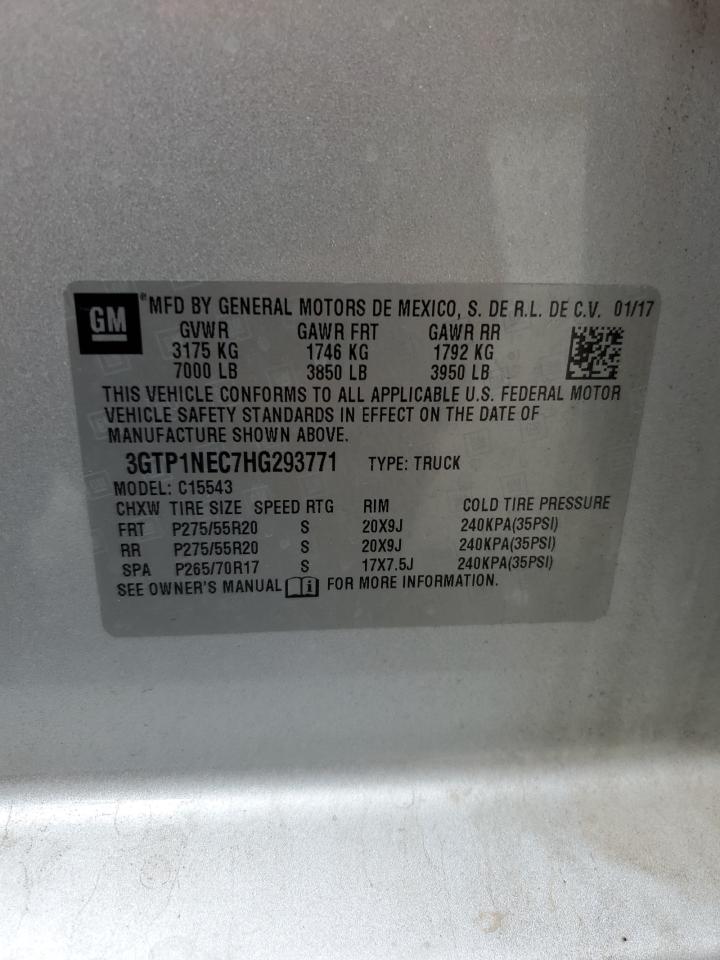 GM *MFD BY GENERAL MOTORS DE MEXICO, S. DE R.L. DE C.V. 01/17
GVWR GAWR FRT GAWR RR
3175 KG 1746 KG 1792 KG
7000 LB 3850 LB 3950 LB
THIS VEHICLE CONFORMS TO ALL APPLICABLE U.S. FEDERAL MOTOR
VEHICLE SAFETY STANDARDS IN EFFECT ON THE DATE OF
MANUFACTURE SHOWN ABOVE.
3GTP1NEC7HG293771 TYPE: TRUCK
MODEL: C15543
CHXW TIRE SIZE SPEED RTG RIM COLD TIRE PRESSURE
FRT P275/55R20 S 20X9J 240KPA(35PSI)
RR P275/55R20 S 20X9J 240KPA(35PSI)
SPA P265/70R17 S 17X7.5J 240KPA(35PSI)
SEE OWNER'S MANUAL i FOR MORE INFORMATION.